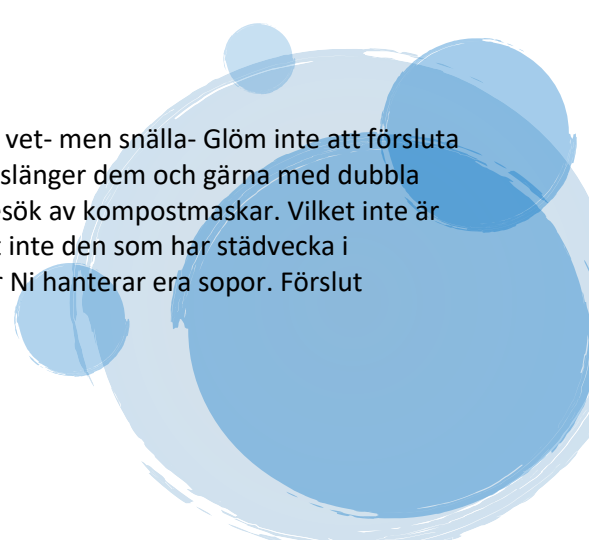 vet- men snälla- Glöm inte att försluta
slänger dem och gärna med dubbla
sök av kompostmaskar. Vilket inte är
inte den som har städvecka i
Ni hanterar era sopor. Förslut